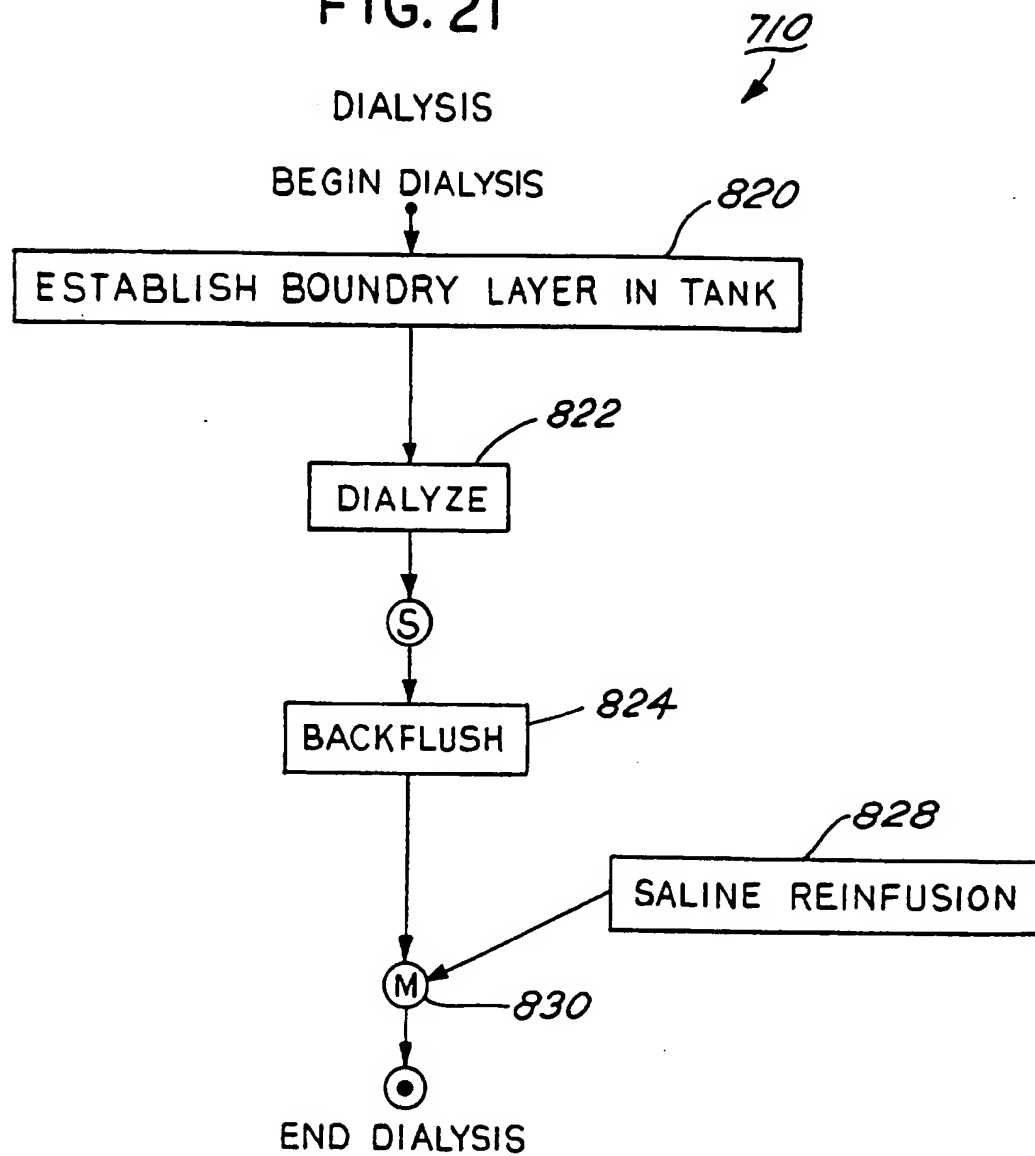 FIG. 21
710
DIALYSIS
BEGIN DIALYSIS
820
ESTABLISH BOUNDRY LAYER IN TANK
822
DIALYZE
S
824
BACKFLUSH
828
SALINE REINFUSION
M
830
END DIALYSIS